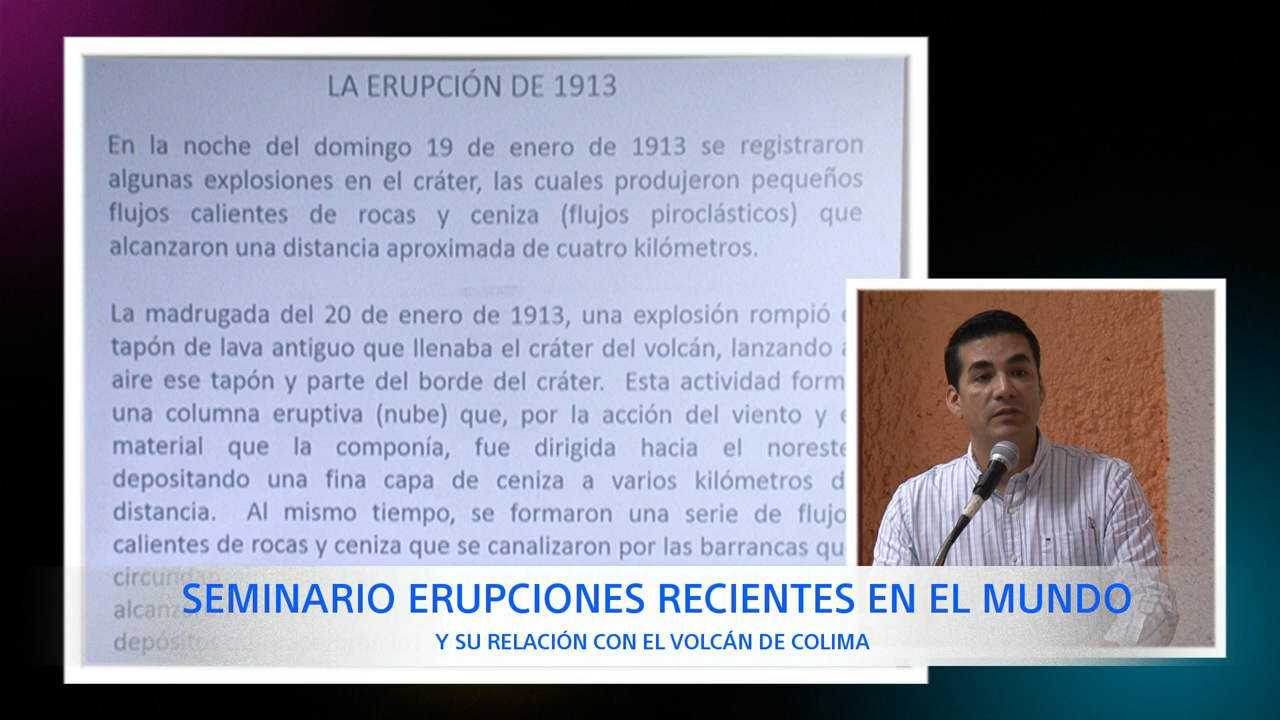 LA ERUPCIÓN DE 1913
En la noche del domingo 19 de enero de 1913 se registraron
algunas explosiones en el cráter, las cuales produjeron pequeños
flujos calientes de rocas y ceniza (flujos piroclásticos) que
alcanzaron una distancia aproximada de cuatro kilómetros.
La madrugada del 20 de enero de 1913, una explosión rompió
tapón de lava antiguo que llenaba el cráter del volcán, lanzando
aire ese tapón y parte del borde del cráter. Esta actividad form
una columna eruptiva (nube) que, por la acción del viento y
material que la componía, fue dirigida hacia el noreste
depositando una fina capa de ceniza a varios kilómetros d
distancia. Al mismo tiempo, se formaron una serie de flujo
calientes de rocas y ceniza que se canalizaron por las barrancas qu
SEMINARIO ERUPCIONES RECIENTES EN EL MUNDO
Y SU RELACIÓN CON EL VOLCÁN DE COLIMA